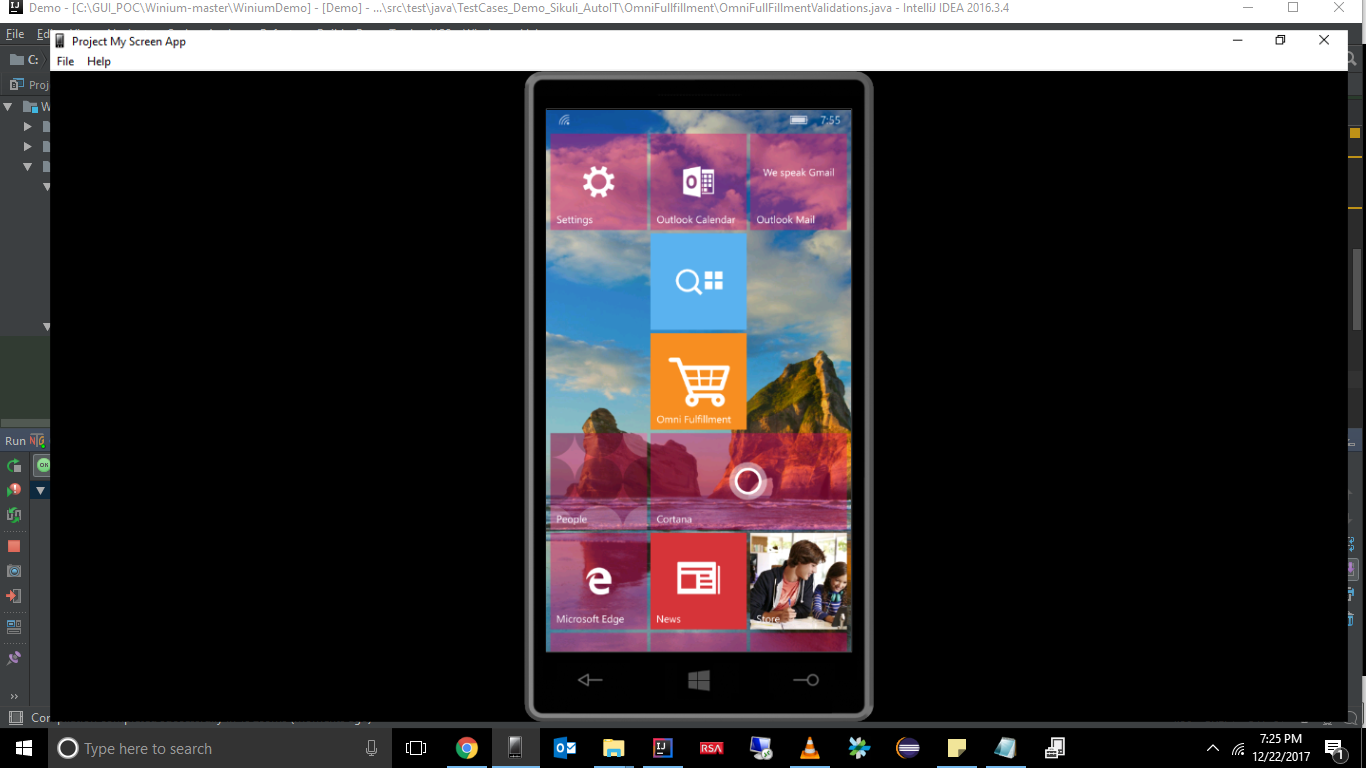 Demo - [C:\GUI_POC\Winium-master\WiniumDemo] - [Demo] - ...\src\test\java\TestCases_Demo_Sikuli_AutoIT\OmniFullfillment\OmniFullFillmentValidations.java - IntelliJ IDEA 2016.3.4
File
Project My Screen App
File Help
C:
Proj
W
7:55
We speak Gmail
Settings
Outlook Calendar
Outlook Mail
Omni Fulfillment
People
Cortana
Microsoft Edge
News
Store
Run
OK
Type here to search
RSA
7:25 PM
12/22/2017
1